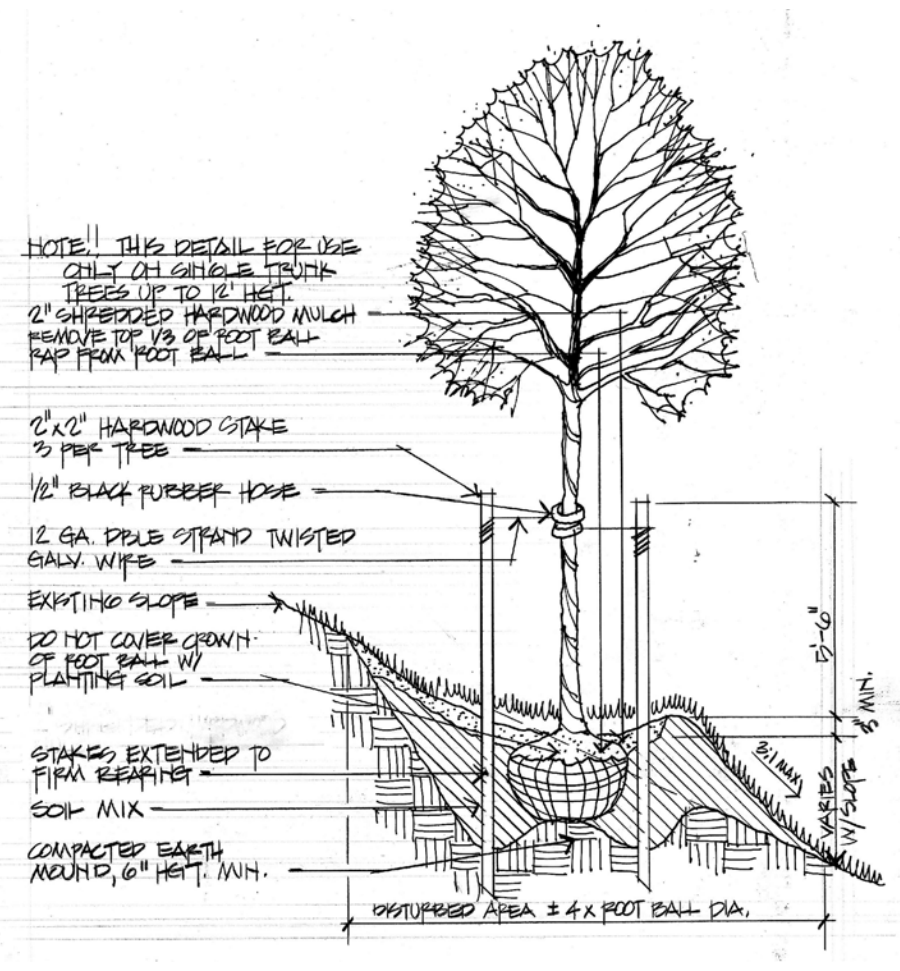 NOTE!! THIS DETAIL FOR USE
ONLY ON SINGLE TRUNK
TREES UP TO 12' HGT.
2" SHREDDED HARDWOOD MULCH
REMOVE TOP 1/3 OF ROOT BALL
RAP FROM ROOT BALL
2"x2" HARDWOOD STAKE
3 PER TREE
1/2" BLACK RUBBER HOSE
12 GA. DBLE STRAND TWISTED
GALV. WIRE
EXISTING SLOPE
DO NOT COVER CROWN
OF ROOT BALL W/
PLANTING SOIL
STAKES EXTENDED TO
FIRM BEARING
SOIL MIX
COMPACTED EARTH
MOUND, 6" HGT. MIN.
5'-6"
3" MIN.
3:1 MAX
VARIES
W/ SLOPE
DISTURBED AREA ± 4 x ROOT BALL DIA.